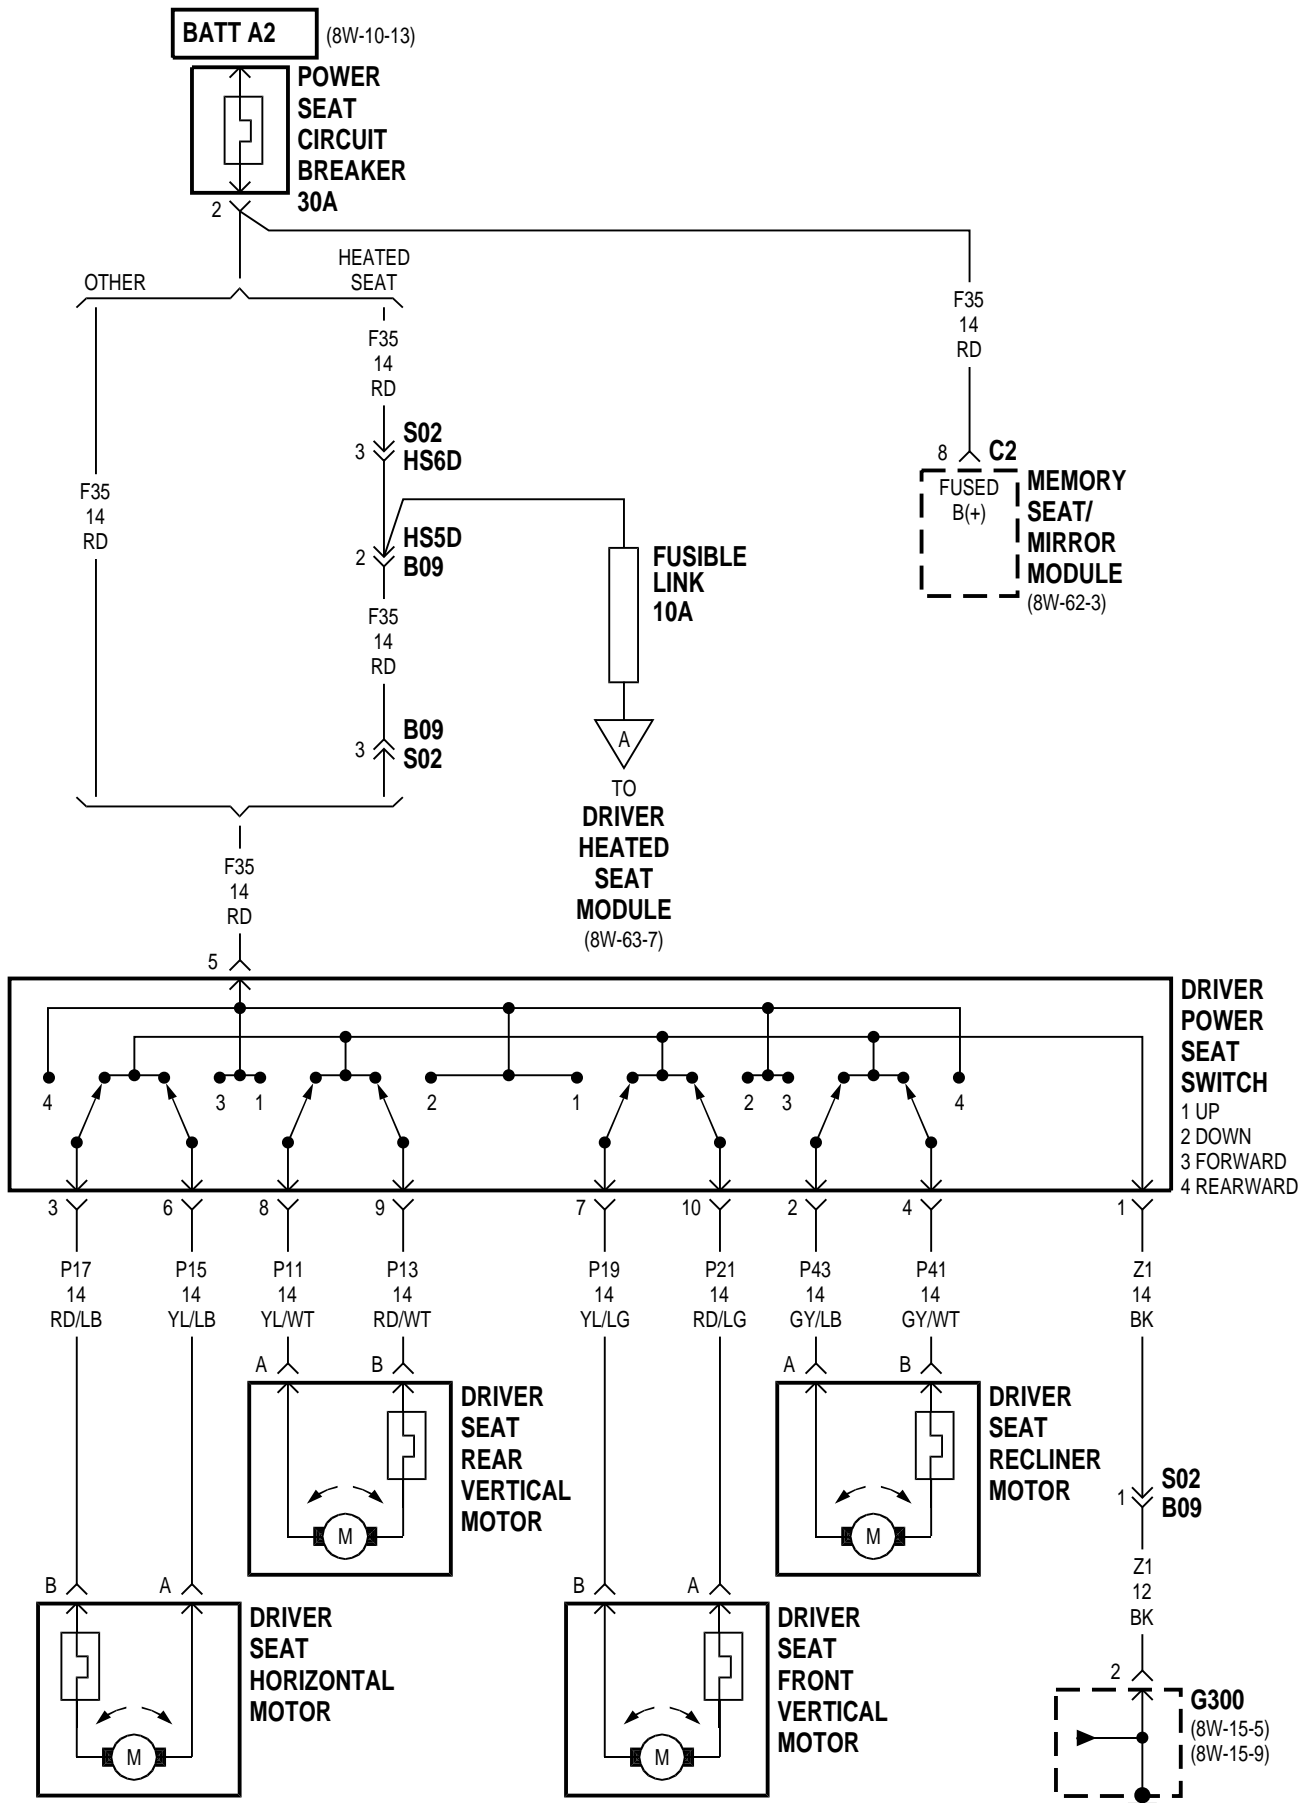 BATT A2 (8W-10-13)
POWER
SEAT
CIRCUIT
BREAKER
30A
2
OTHER
HEATED
SEAT
F35
14
RD
F35
14
RD
F35
14
RD
3
S02
HS6D
2
HS5D
B09
F35
14
RD
3
B09
S02
FUSIBLE
LINK
10A
A
TO
DRIVER
HEATED
SEAT
MODULE
(8W-63-7)
8 C2
FUSED
B(+)
MEMORY
SEAT/
MIRROR
MODULE
(8W-62-3)
F35
14
RD
5
DRIVER
POWER
SEAT
SWITCH
1 UP
2 DOWN
3 FORWARD
4 REARWARD
4 3 1 2 1 2 3 4
3 6 8 9 7 10 2 4 1
P17 P15 P11 P13 P19 P21 P43 P41 Z1
14 14 14 14 14 14 14 14 14
RD/LB YL/LB YL/WT RD/WT YL/LG RD/LG GY/LB GY/WT BK
A B
DRIVER
SEAT
REAR
VERTICAL
MOTOR
M
A B
DRIVER
SEAT
RECLINER
MOTOR
M
1
S02
B09
Z1
12
BK
B A
DRIVER
SEAT
HORIZONTAL
MOTOR
M
B A
DRIVER
SEAT
FRONT
VERTICAL
MOTOR
M
2
G300
(8W-15-5)
(8W-15-9)